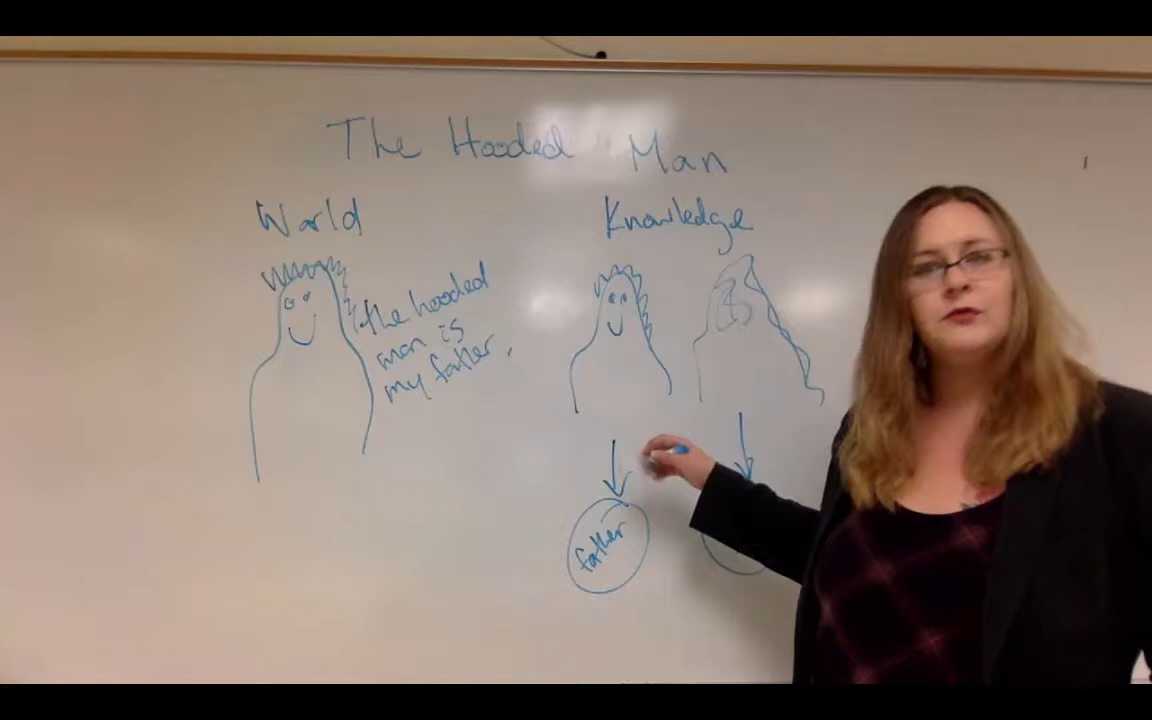 The Hooded Man
World
Knowledge
the hooded
man is
my father.
father